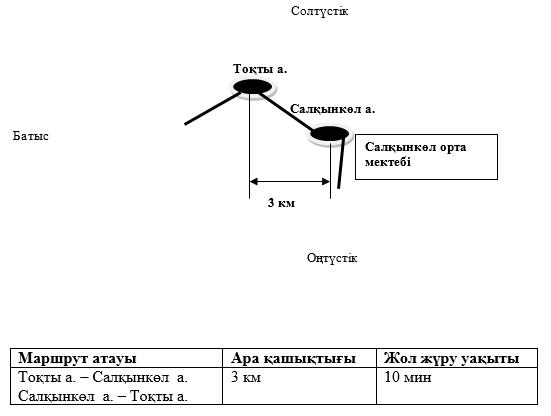 Солтүстік
Тоқты а.
Салқынкөл а.
Батыс
Салқынкөл орта
мектебі
3 км
Оңтүстік
Маршрут атауы Ара қашықтығы Жол жүру уақыты
Тоқты а. – Салқынкөл а. 3 км 10 мин
Салқынкөл а. – Тоқты а.